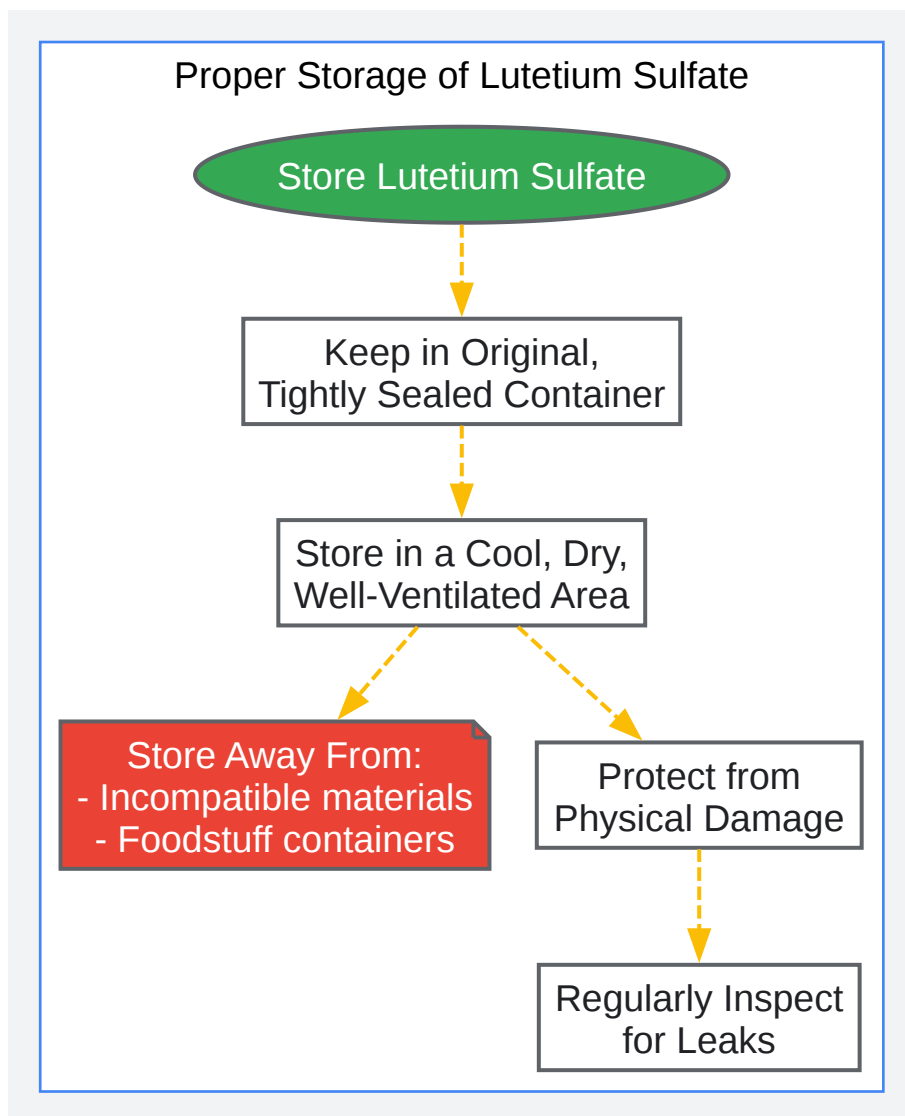 Proper Storage of Lutetium Sulfate
Store Lutetium Sulfate
Keep in Original,
Tightly Sealed Container
Store in a Cool, Dry,
Well-Ventilated Area
Store Away From:
- Incompatible materials
- Foodstuff containers
Protect from
Physical Damage
Regularly Inspect
for Leaks